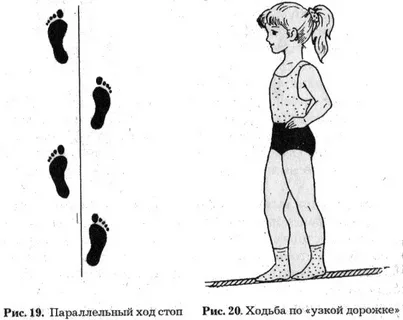 Рис. 19. Параллельный ход стоп
Рис. 20. Ходьба по «узкой дорожке»